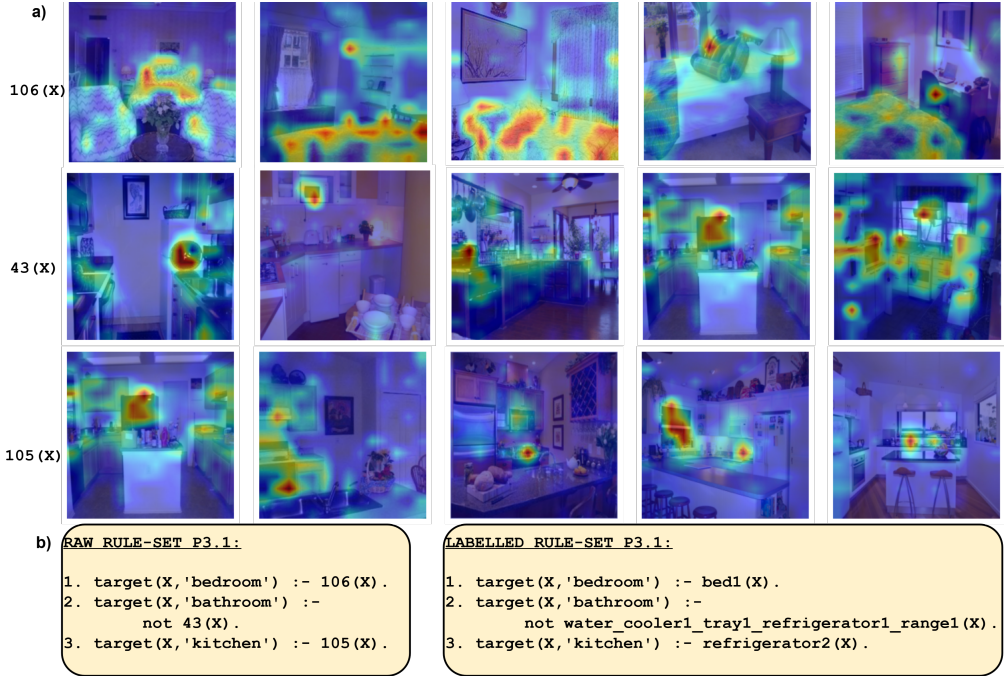 a)
106(X)
43(X)
105(X)
b)
RAW RULE-SET P3.1:
1. target(X,'bedroom') :- 106(X).
2. target(X,'bathroom') :-
not 43(X).
3. target(X,'kitchen') :- 105(X).
LABELLED RULE-SET P3.1:
1. target(X,'bedroom') :- bed1(X).
2. target(X,'bathroom') :-
not water_cooler1_tray1_refrigerator1_range1(X).
3. target(X,'kitchen') :- refrigerator2(X).